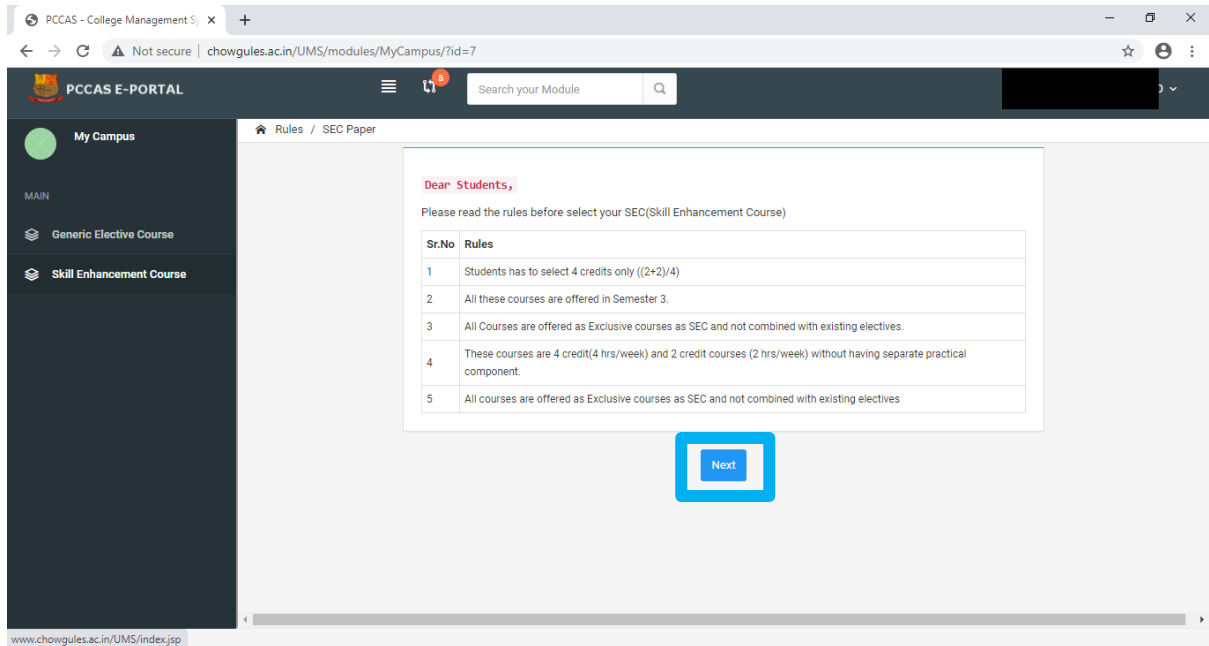 PCCAS - College Management Sy
Not secure | chowgules.ac.in/UMS/modules/MyCampus/?id=7
PCCAS E-PORTAL
5
Search your Module
My Campus
Rules / SEC Paper
MAIN
Generic Elective Course
Skill Enhancement Course
Dear Students,
Please read the rules before select your SEC(Skill Enhancement Course)
Sr.No Rules
1 Students has to select 4 credits only ((2+2)/4)
2 All these courses are offered in Semester 3.
3 All Courses are offered as Exclusive courses as SEC and not combined with existing electives.
4 These courses are 4 credit(4 hrs/week) and 2 credit courses (2 hrs/week) without having separate practical
component.
5 All courses are offered as Exclusive courses as SEC and not combined with existing electives
Next
www.chowgules.ac.in/UMS/index.jsp